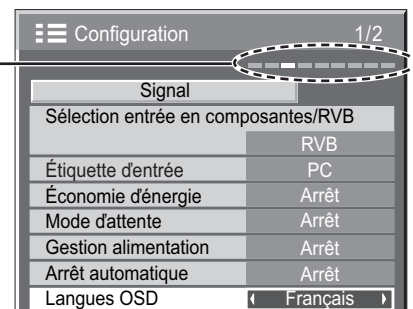 Configuration 1/2
Signal
Sélection entrée en composantes/RVB
RVB
Étiquette d'entrée PC
Économie d'énergie Arrêt
Mode d'attente Arrêt
Gestion alimentation Arrêt
Arrêt automatique Arrêt
Langues OSD Français